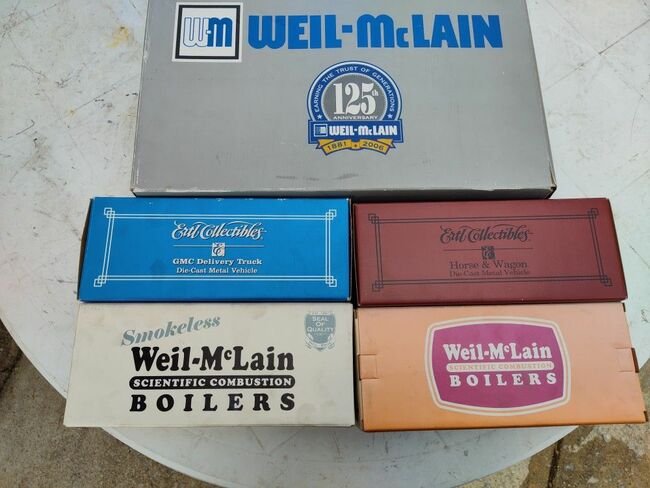 W-M WEIL-McLAIN
EARNING THE TRUST OF GENERATIONS
125th
ANNIVERSARY
WEIL-McLAIN
1881 • 2006
Ertl Collectibles
GMC Delivery Truck
Die-Cast Metal Vehicle
Ertl Collectibles
Horse & Wagon
Die-Cast Metal Vehicle
Smokeless
SEAL
OF
QUALITY
Weil-McLain
SCIENTIFIC COMBUSTION
BOILERS
Weil-McLain
SCIENTIFIC COMBUSTION
BOILERS